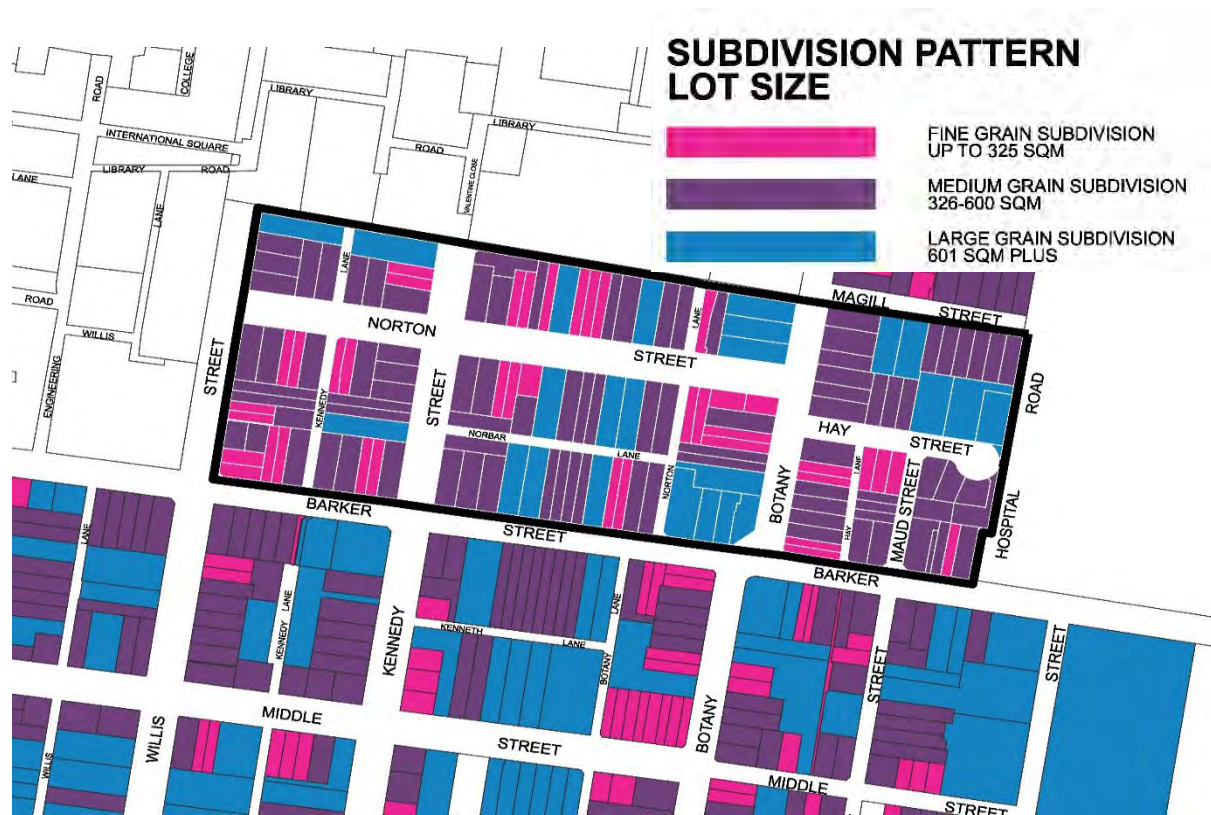 SUBDIVISION PATTERN
LOT SIZE
FINE GRAIN SUBDIVISION
UP TO 325 SQM
MEDIUM GRAIN SUBDIVISION
326-600 SQM
LARGE GRAIN SUBDIVISION
601 SQM PLUS
ROAD
COLLEGE
LIBRARY
LIBRARY
INTERNATIONAL SQUARE
ROAD
LANE
LIBRARY
ROAD
VALENTINE CLOSE
LANE
ROAD
WILLIS
ENGINEERING
STREET
LANE
NORTON
STREET
LANE
MAGILL
STREET
ROAD
KENNEDY
STREET
NORBAR
LANE
NORTON
HAY
STREET
LANE
HAY
MAUD STREET
BOTANY
HOSPITAL
BARKER
STREET
BARKER
LANE
LANE
KENNEDY
KENNEDY
KENNETH
LANE
LANE
BOTANY
BOTANY
STREET
STREET
WILLIS
MIDDLE
STREET
MIDDLE
STREET
WILLIS